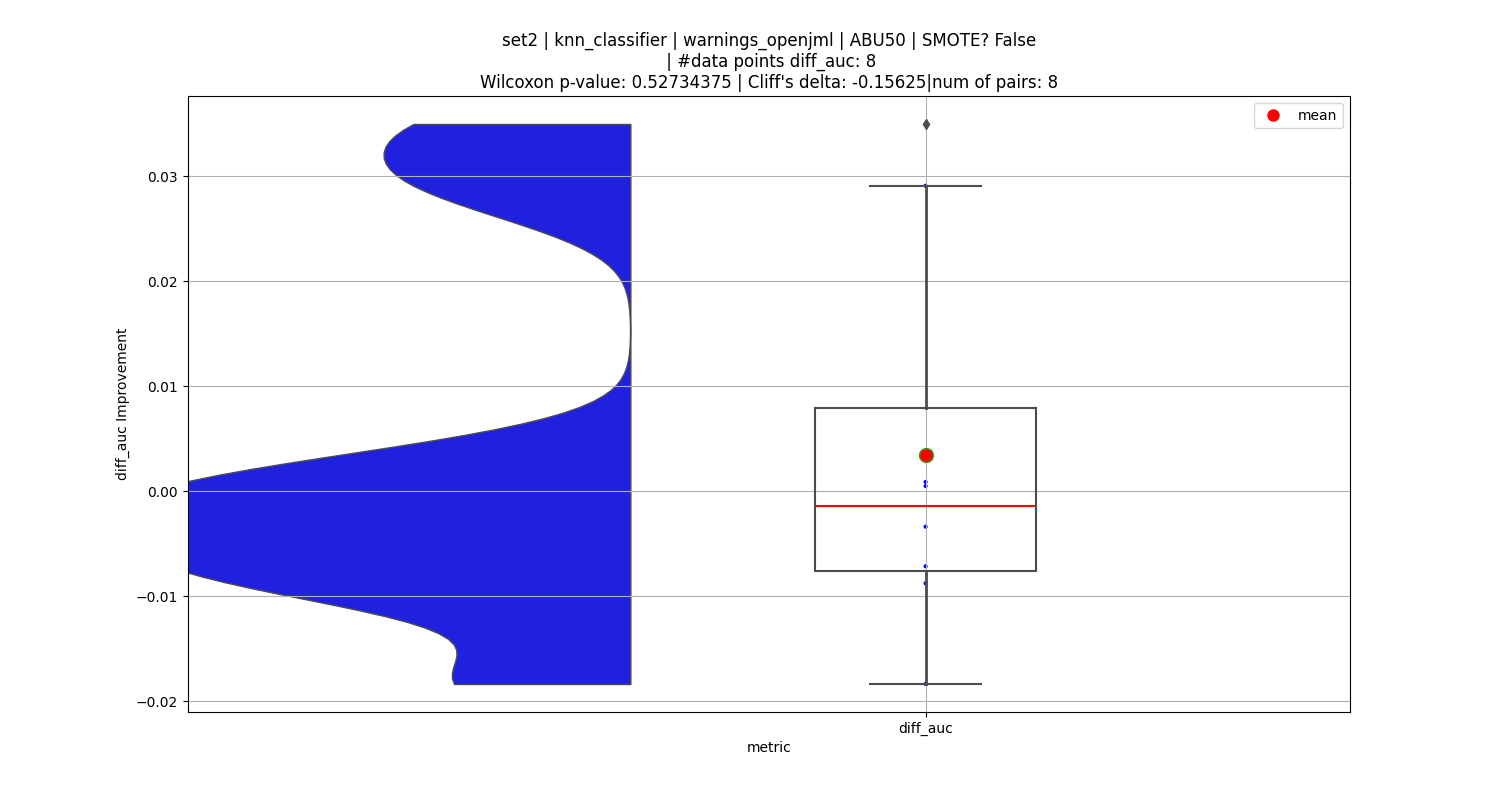 set2 | knn_classifier | warnings_openjml | ABU50 | SMOTE? False
| #data points diff_auc: 8
Wilcoxon p-value: 0.52734375 | Cliff's delta: -0.15625|num of pairs: 8
mean
0.03
0.02
0.01
0.00
−0.01
−0.02
diff_auc Improvement
diff_auc
metric